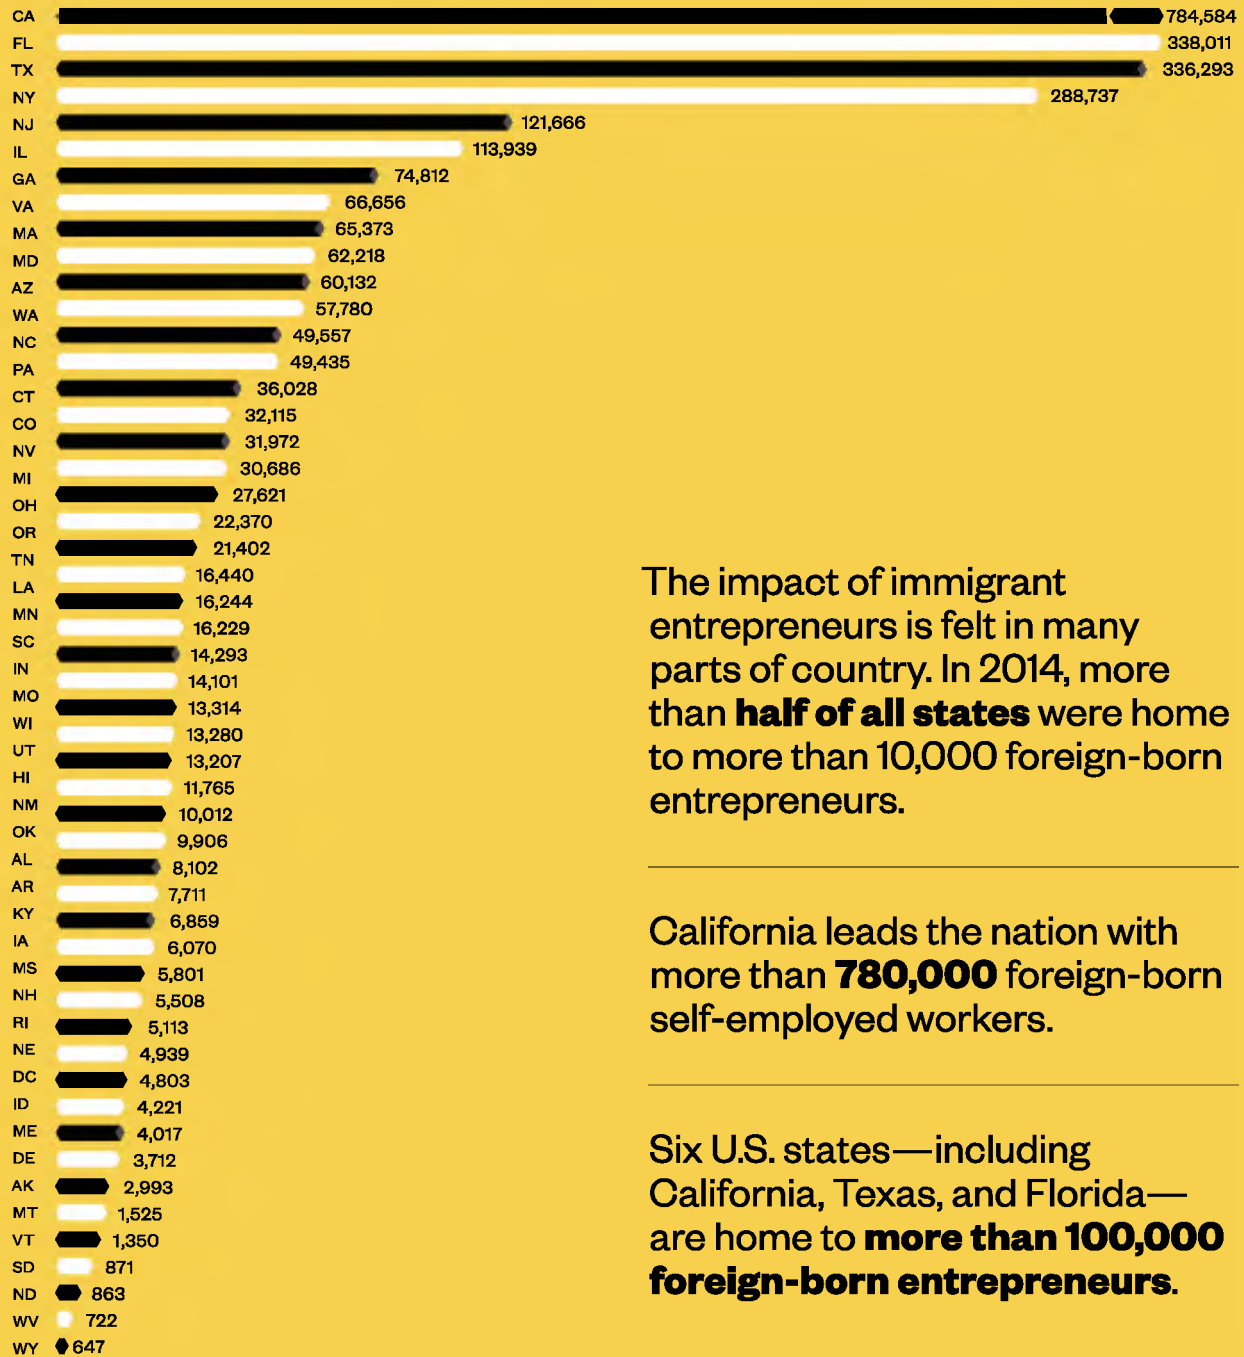 CA 784,584
FL 338,011
TX 336,293
NY 288,737
NJ 121,666
IL 113,939
GA 74,812
VA 66,656
MA 65,373
MD 62,218
AZ 60,132
WA 57,780
NC 49,557
PA 49,435
CT 36,028
CO 32,115
NV 31,972
MI 30,686
OH 27,621
OR 22,370
TN 21,402
LA 16,440
MN 16,244
SC 16,229
IN 14,293
MO 14,101
WI 13,314
UT 13,280
HI 13,207
11,765
NM 10,012
OK 9,906
AL 8,102
AR 7,711
KY 6,859
IA 6,070
MS 5,801
NH 5,508
RI 5,113
NE 4,939
DC 4,803
ID 4,221
ME 4,017
DE 3,712
AK 2,993
MT 1,525
VT 1,350
SD 871
ND 863
WV 722
WY 647
The impact of immigrant
entrepreneurs is felt in many
parts of country. In 2014, more
than half of all states were home
to more than 10,000 foreign-born
entrepreneurs.
California leads the nation with
more than 780,000 foreign-born
self-employed workers.
Six U.S. states—including
California, Texas, and Florida—
are home to more than 100,000
foreign-born entrepreneurs.